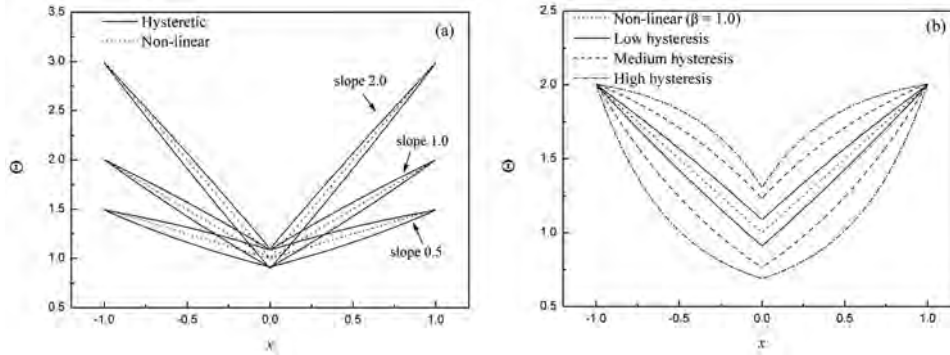 Hysteretic
Non-linear
(a)
slope 2.0
slope 1.0
slope 0.5
3.5
3.0
2.5
2.0
1.5
1.0
0.5
Θ
-1.0 -0.5 0.0 0.5 1.0
x
Non-linear (β = 1.0)
Low hysteresis
Medium hysteresis
High hysteresis
(b)
2.5
2.0
1.5
1.0
0.5
Θ
-1.0 -0.5 0.0 0.5 1.0
x